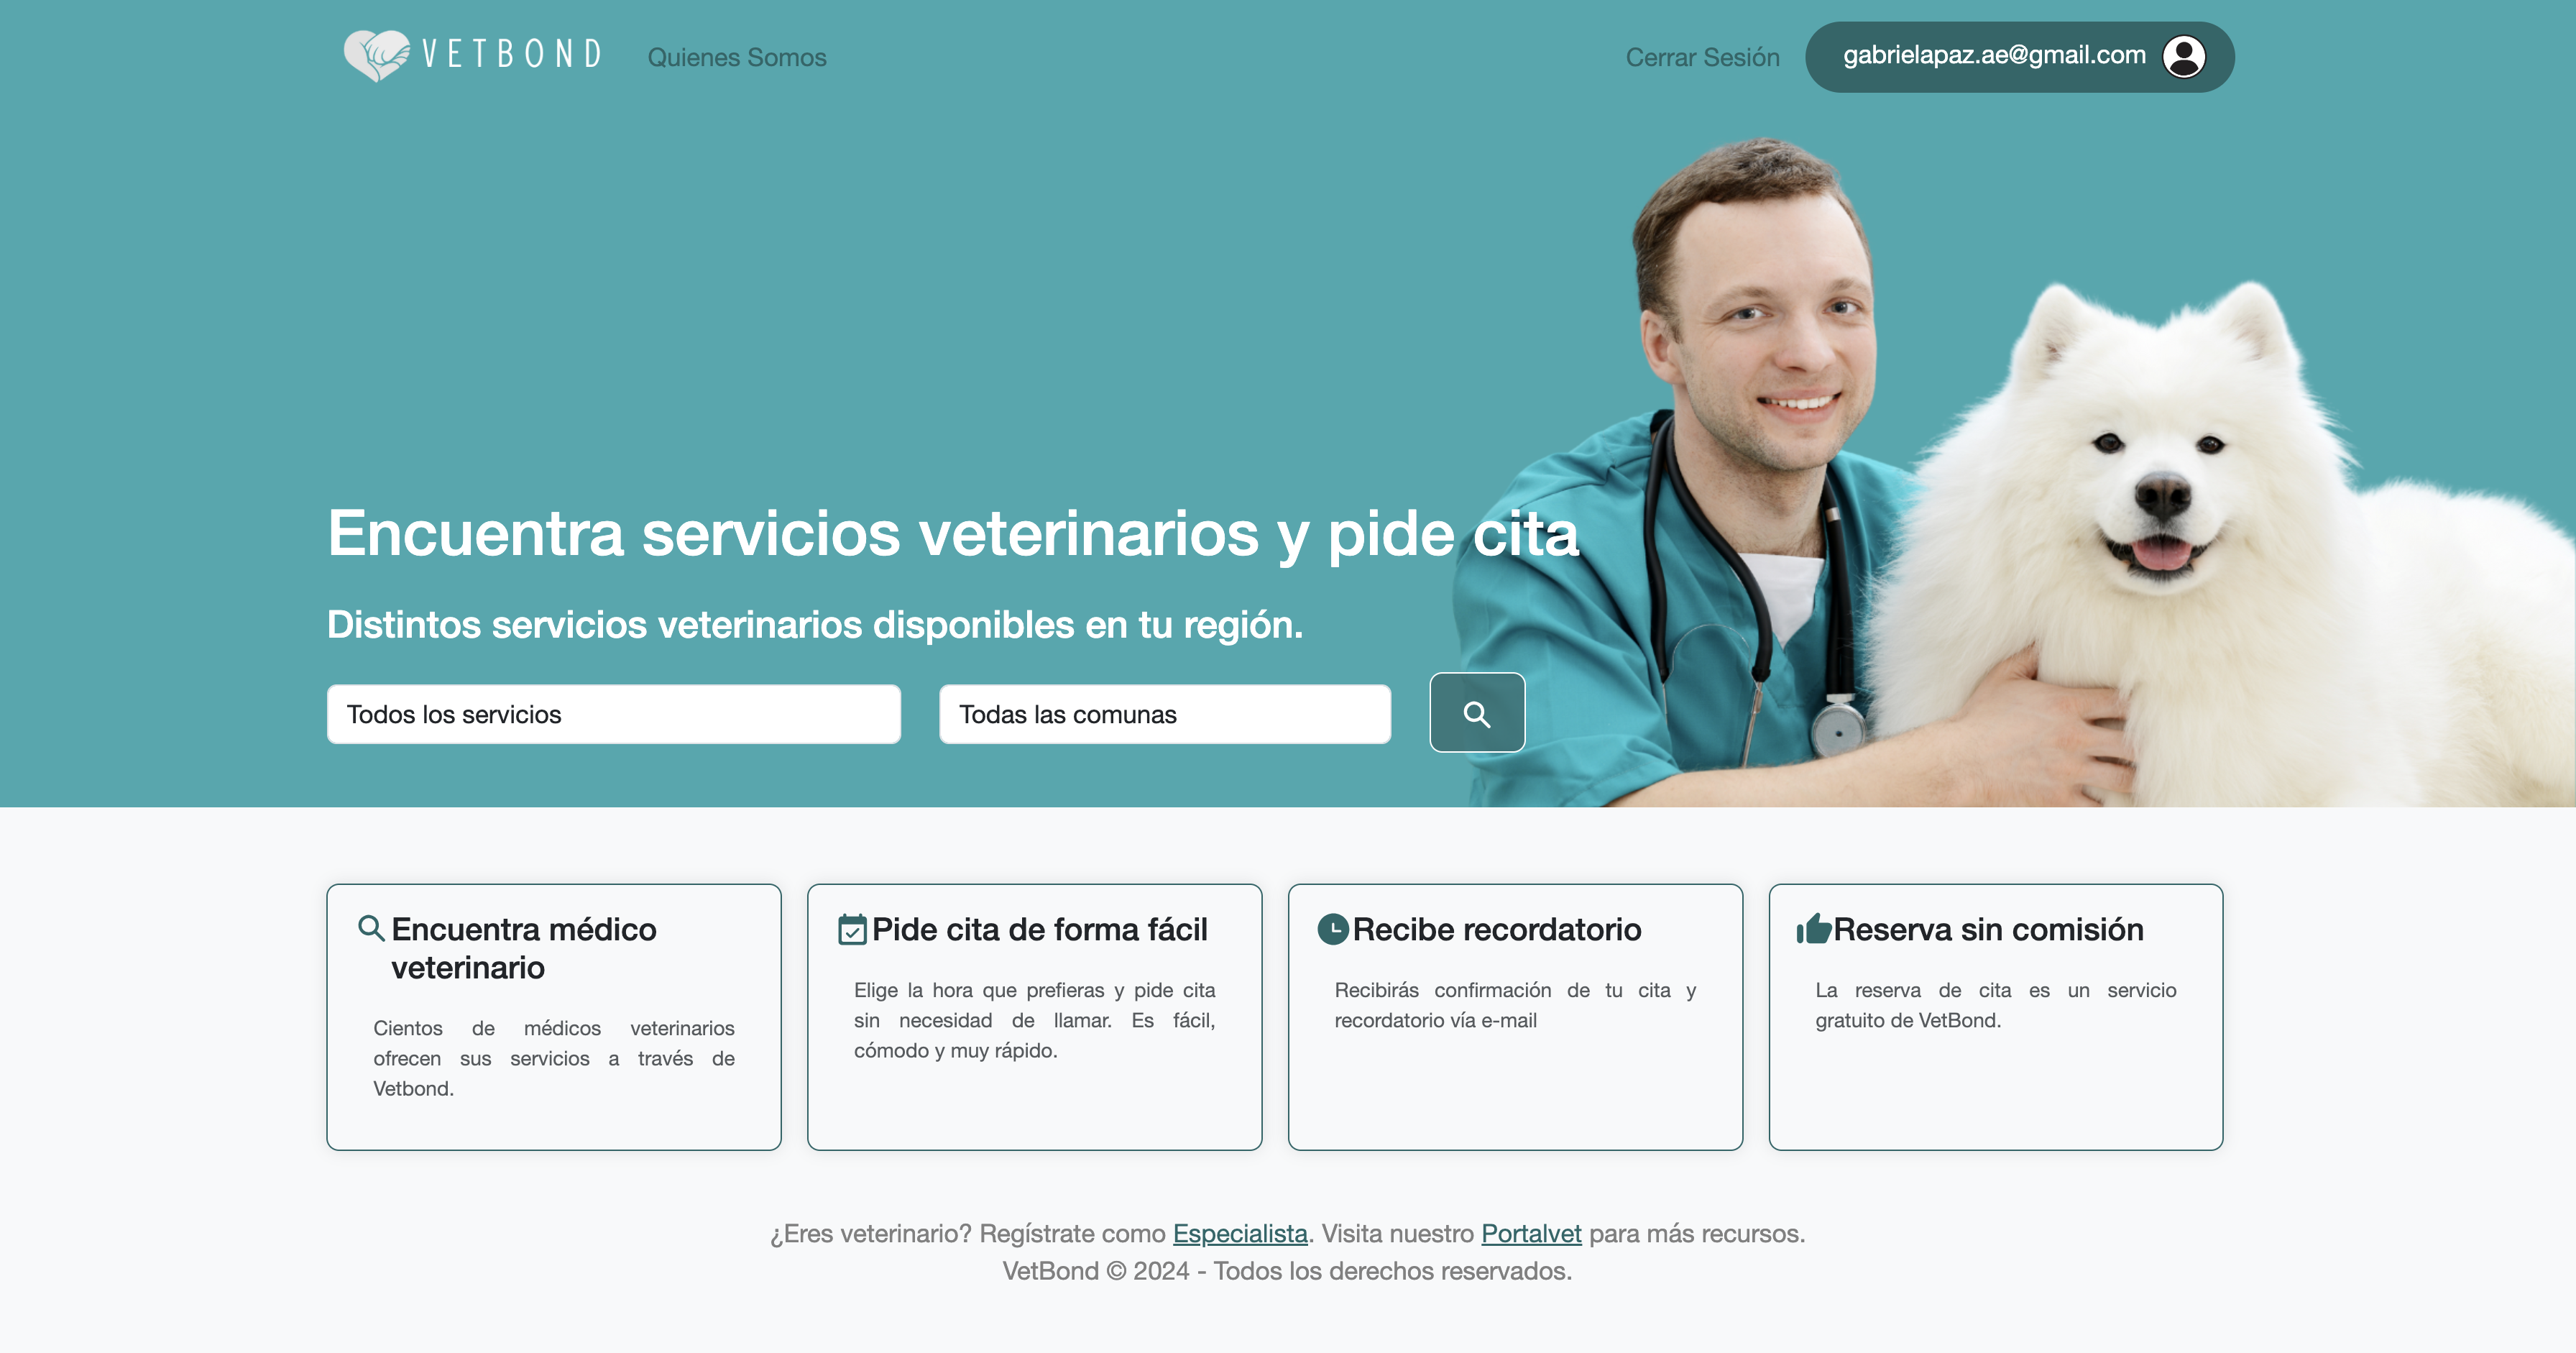 VETBOND
Quienes Somos
Cerrar Sesión
gabrielapaz.ae@gmail.com
Encuentra servicios veterinarios y pide cita
Distintos servicios veterinarios disponibles en tu región.
Todos los servicios
Todas las comunas
Encuentra médico
veterinario
Cientos de médicos veterinarios
ofrecen sus servicios a través de
Vetbond.
Pide cita de forma fácil
Elige la hora que prefieras y pide cita
sin necesidad de llamar. Es fácil,
cómodo y muy rápido.
Recibe recordatorio
Recibirás confirmación de tu cita y
recordatorio vía e-mail
Reserva sin comisión
La reserva de cita es un servicio
gratuito de VetBond.
¿Eres veterinario? Regístrate como Especialista. Visita nuestro Portalvet para más recursos.
VetBond © 2024 - Todos los derechos reservados.